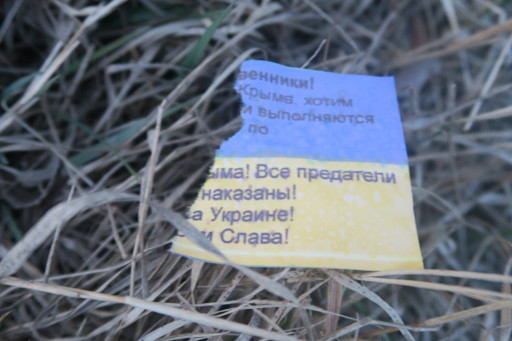 венники!
Крыма, хотим
и выполняются
по
ыма! Все предатели
наказаны!
а Украине!
и Слава!